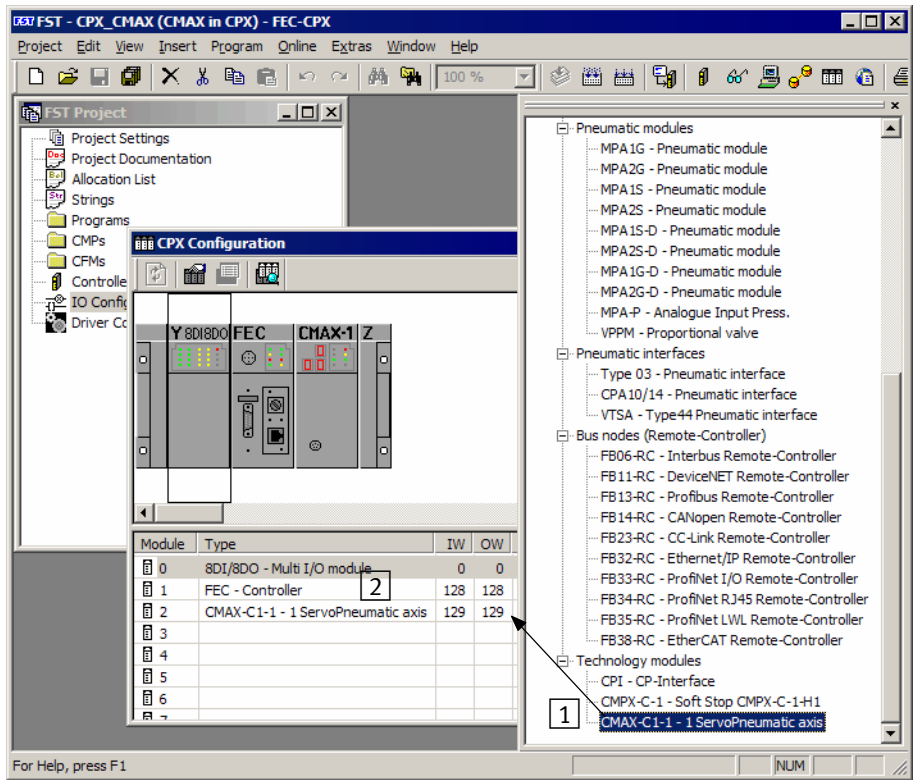 FST FST - CPX_CMAX (CMAX in CPX) - FEC-CPX
Project Edit View Insert Program Online Extras Window Help
100 %
FST Project
Project Settings
Project Documentation
Allocation List
Strings
Programs
CMPs
CFMs
Controlle
IO Config
Driver Co
CPX Configuration
Y 8DI8DO FEC CMAX-1 Z
Module Type IW OW
0 8DI/8DO - Multi I/O module 0 0
1 FEC - Controller 128 128
2 CMAX-C1-1 - 1 ServoPneumatic axis 129 129
3
4
5
6
2
Pneumatic modules
MPA1G - Pneumatic module
MPA2G - Pneumatic module
MPA1S - Pneumatic module
MPA2S - Pneumatic module
MPA1S-D - Pneumatic module
MPA2S-D - Pneumatic module
MPA1G-D - Pneumatic module
MPA2G-D - Pneumatic module
MPA-P - Analogue Input Press.
VPPM - Proportional valve
Pneumatic interfaces
Type 03 - Pneumatic interface
CPA10/14 - Pneumatic interface
VTSA - Type44 Pneumatic interface
Bus nodes (Remote-Controller)
FB06-RC - Interbus Remote-Controller
FB11-RC - DeviceNET Remote-Controller
FB13-RC - Profibus Remote-Controller
FB14-RC - CANopen Remote-Controller
FB23-RC - CC-Link Remote-Controller
FB32-RC - Ethernet/IP Remote-Controller
FB33-RC - ProfiNet I/O Remote-Controller
FB34-RC - ProfiNet RJ45 Remote-Controller
FB35-RC - ProfiNet LWL Remote-Controller
FB38-RC - EtherCAT Remote-Controller
Technology modules
CPI - CP-Interface
CMPX-C-1 - Soft Stop CMPX-C-1-H1
CMAX-C1-1 - 1 ServoPneumatic axis
1
For Help, press F1
NUM